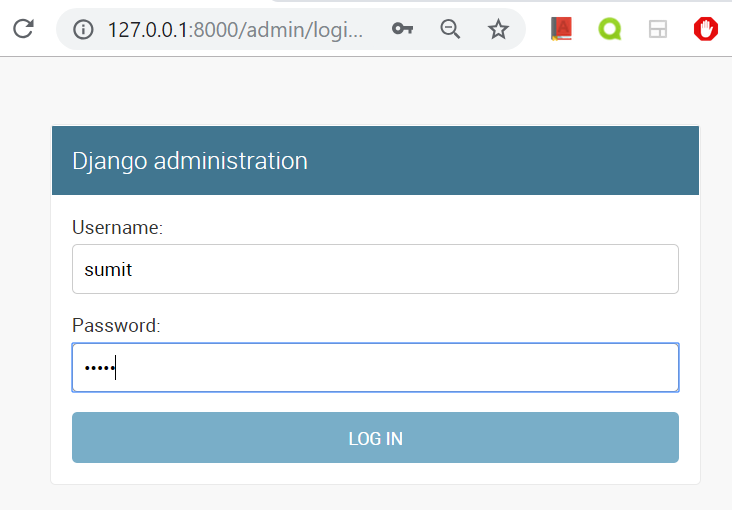 127.0.0.1:8000/admin/logi...
Django administration
Username:
sumit
Password:
•••••
LOG IN